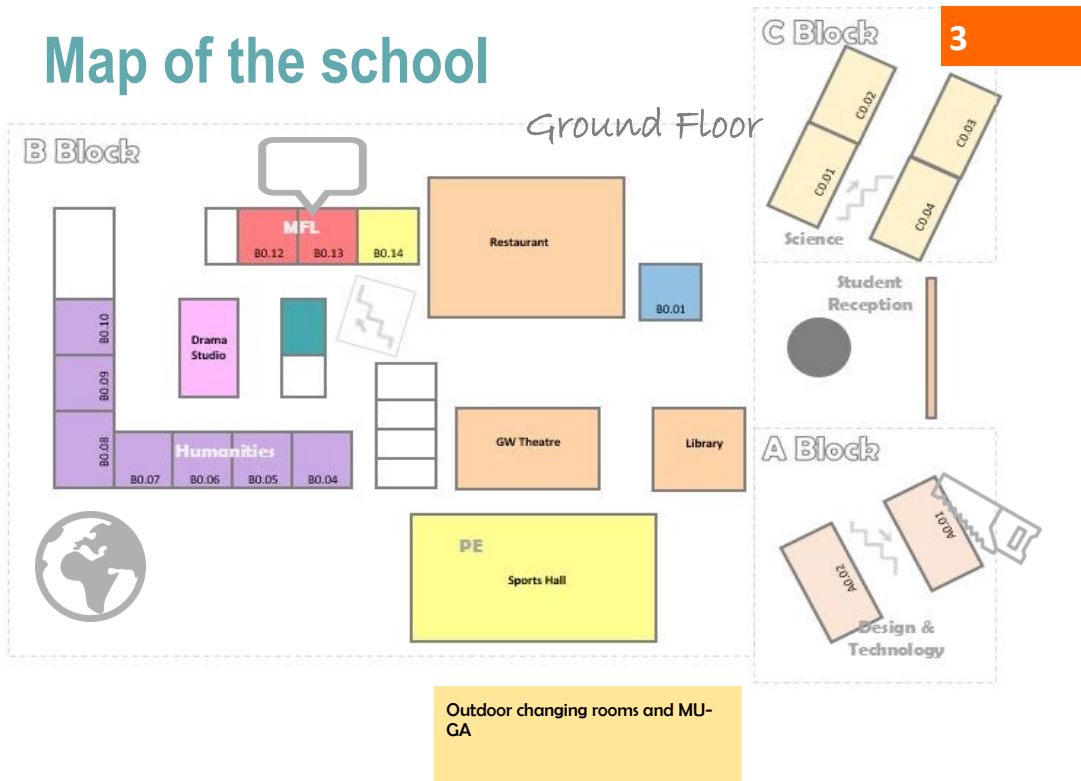 Map of the school
3
Ground Floor
B Block
C Block
C0.02
C0.03
C0.01
C0.04
Science
MFL
B0.12
B0.13
B0.14
Restaurant
B0.01
Student
Reception
B0.10
Drama
Studio
B0.09
B0.08
Humanities
B0.07
B0.06
B0.05
B0.04
GW Theatre
Library
A Block
A0.01
A0.02
Design &
Technology
PE
Sports Hall
Outdoor changing rooms and MU-
GA